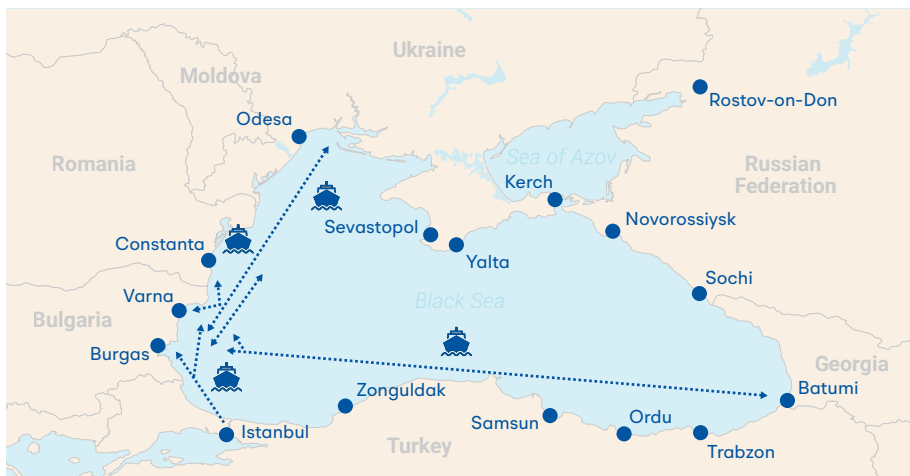 Ukraine
Moldova
Rostov-on-Don
Odesa
Romania
Sea of Azov
Russian
Federation
Kerch
Novorossiysk
Sevastopol
Constanta
Yalta
Sochi
Varna
Black Sea
Bulgaria
Burgas
Georgia
Zonguldak
Batumi
Samsun
Ordu
Istanbul
Turkey
Trabzon